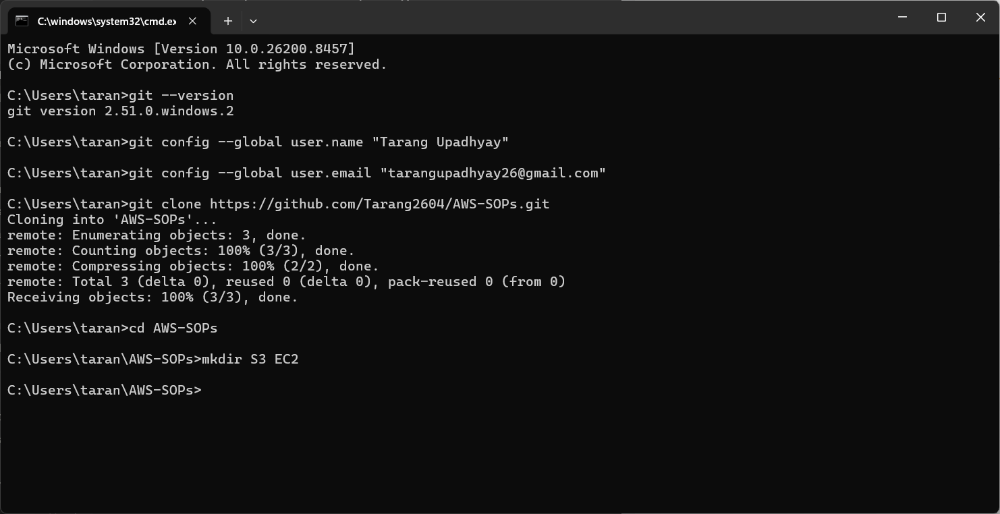 C:\windows\system32\cmd.ex
Microsoft Windows [Version 10.0.26200.8457]
(c) Microsoft Corporation. All rights reserved.
C:\Users\taran>git --version
git version 2.51.0.windows.2
C:\Users\taran>git config --global user.name "Tarang Upadhyay"
C:\Users\taran>git config --global user.email "tarangupadhyay26@gmail.com"
C:\Users\taran>git clone https://github.com/Tarang2604/AWS-SOPs.git
Cloning into 'AWS-SOPs'...
remote: Enumerating objects: 3, done.
remote: Counting objects: 100% (3/3), done.
remote: Compressing objects: 100% (2/2), done.
remote: Total 3 (delta 0), reused 0 (delta 0), pack-reused 0 (from 0)
Receiving objects: 100% (3/3), done.
C:\Users\taran>cd AWS-SOPs
C:\Users\taran\AWS-SOPs>mkdir S3 EC2
C:\Users\taran\AWS-SOPs>